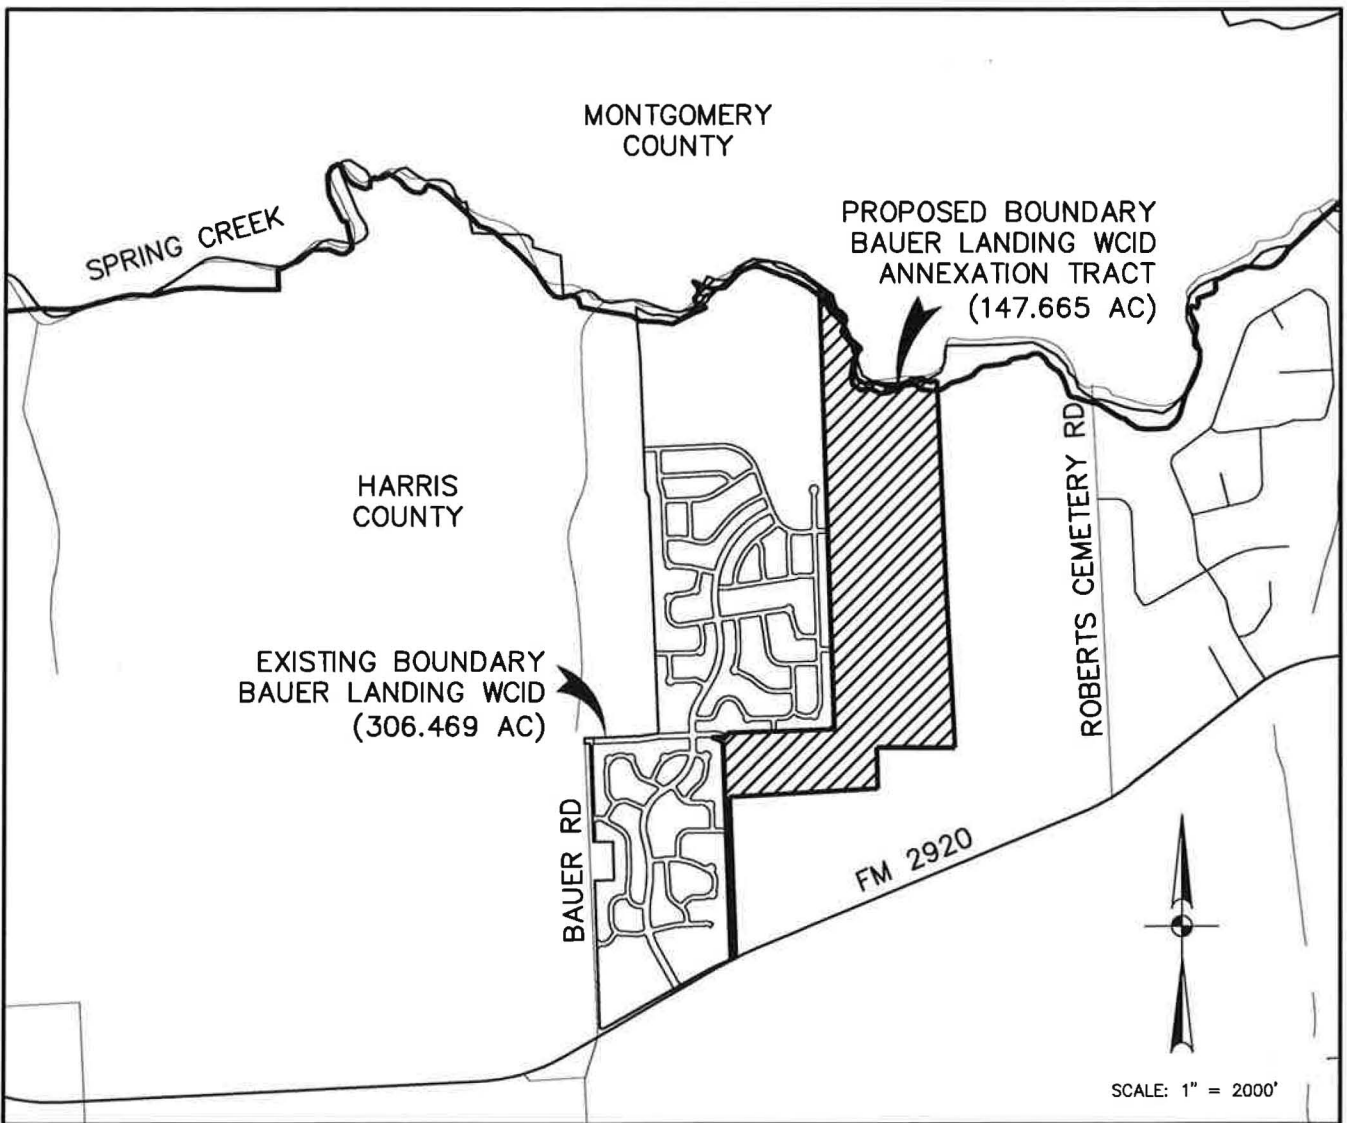 MONTGOMERY
COUNTY
SPRING CREEK
PROPOSED BOUNDARY
BAUER LANDING WCID
ANNEXATION TRACT
(147.665 AC)
HARRIS
COUNTY
ROBERTS CEMETERY RD
EXISTING BOUNDARY
BAUER LANDING WCID
(306.469 AC)
BAUER RD
FM 2920
SCALE: 1" = 2000'